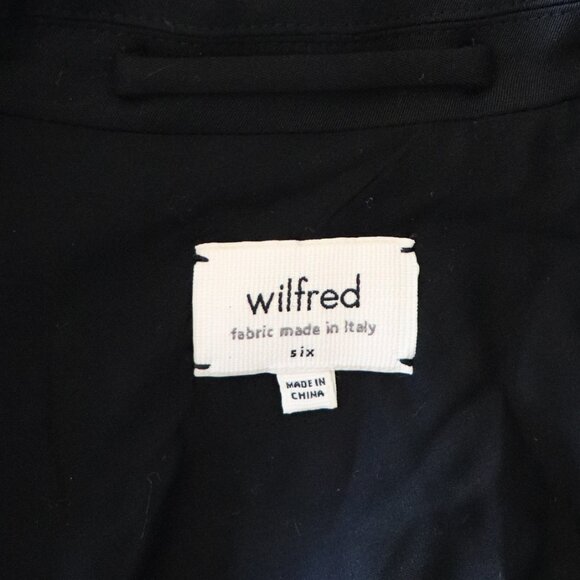 wilfred
fabric made in Italy
six
MADE IN
CHINA